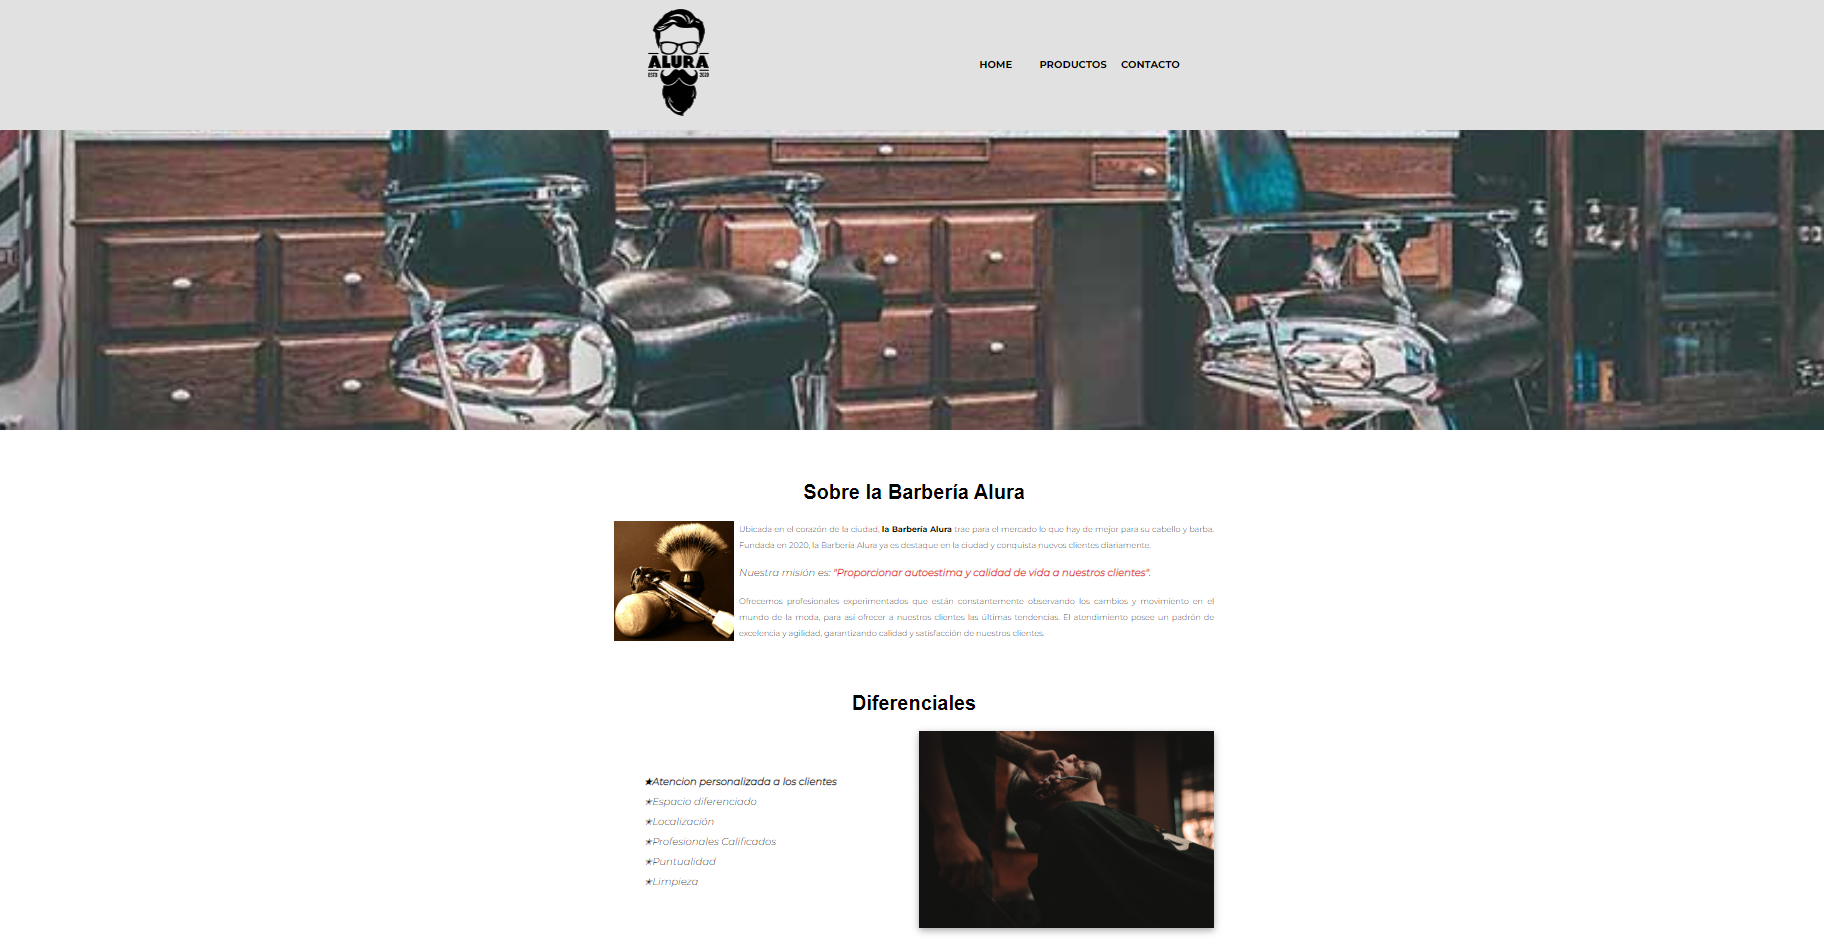 ALURA
ESTD 2020
HOME PRODUCTOS CONTACTO
Sobre la Barbería Alura
Ubicada en el corazón de la ciudad, la Barbería Alura trae para el mercado lo que hay de mejor para su cabello y barba.
Fundada en 2020, la Barbería Alura ya es destaque en la ciudad y conquista nuevos clientes diariamente.
Nuestra misión es: "Proporcionar autoestima y calidad de vida a nuestros clientes".
Ofrecemos profesionales experimentados que están constantemente observando los cambios y movimiento en el
mundo de la moda, para así ofrecer a nuestros clientes las últimas tendencias. El atendimiento posee un padrón de
excelencia y agilidad, garantizando calidad y satisfacción de nuestros clientes.
Diferenciales
★Atencion personalizada a los clientes
★Espacio diferenciado
★Localización
★Profesionales Calificados
★Puntualidad
★Limpieza